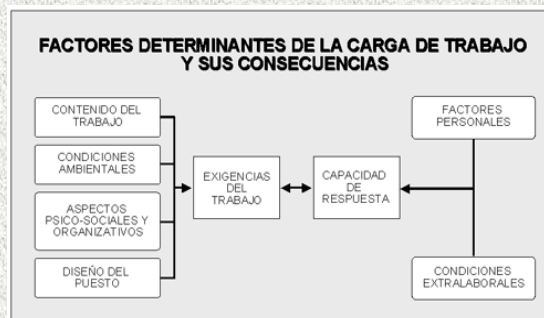 FACTORES DETERMINANTES DE LA CARGA DE TRABAJO
Y SUS CONSECUENCIAS
CONTENIDO DEL
TRABAJO
CONDICIONES
AMBIENTALES
ASPECTOS
PSICO-SOCIALES Y
ORGANIZATIVOS
DISEÑO DEL
PUESTO
EXIGENCIAS
DEL
TRABAJO
CAPACIDAD
DE
RESPUESTA
FACTORES
PERSONALES
CONDICIONES
EXTRALABORALES